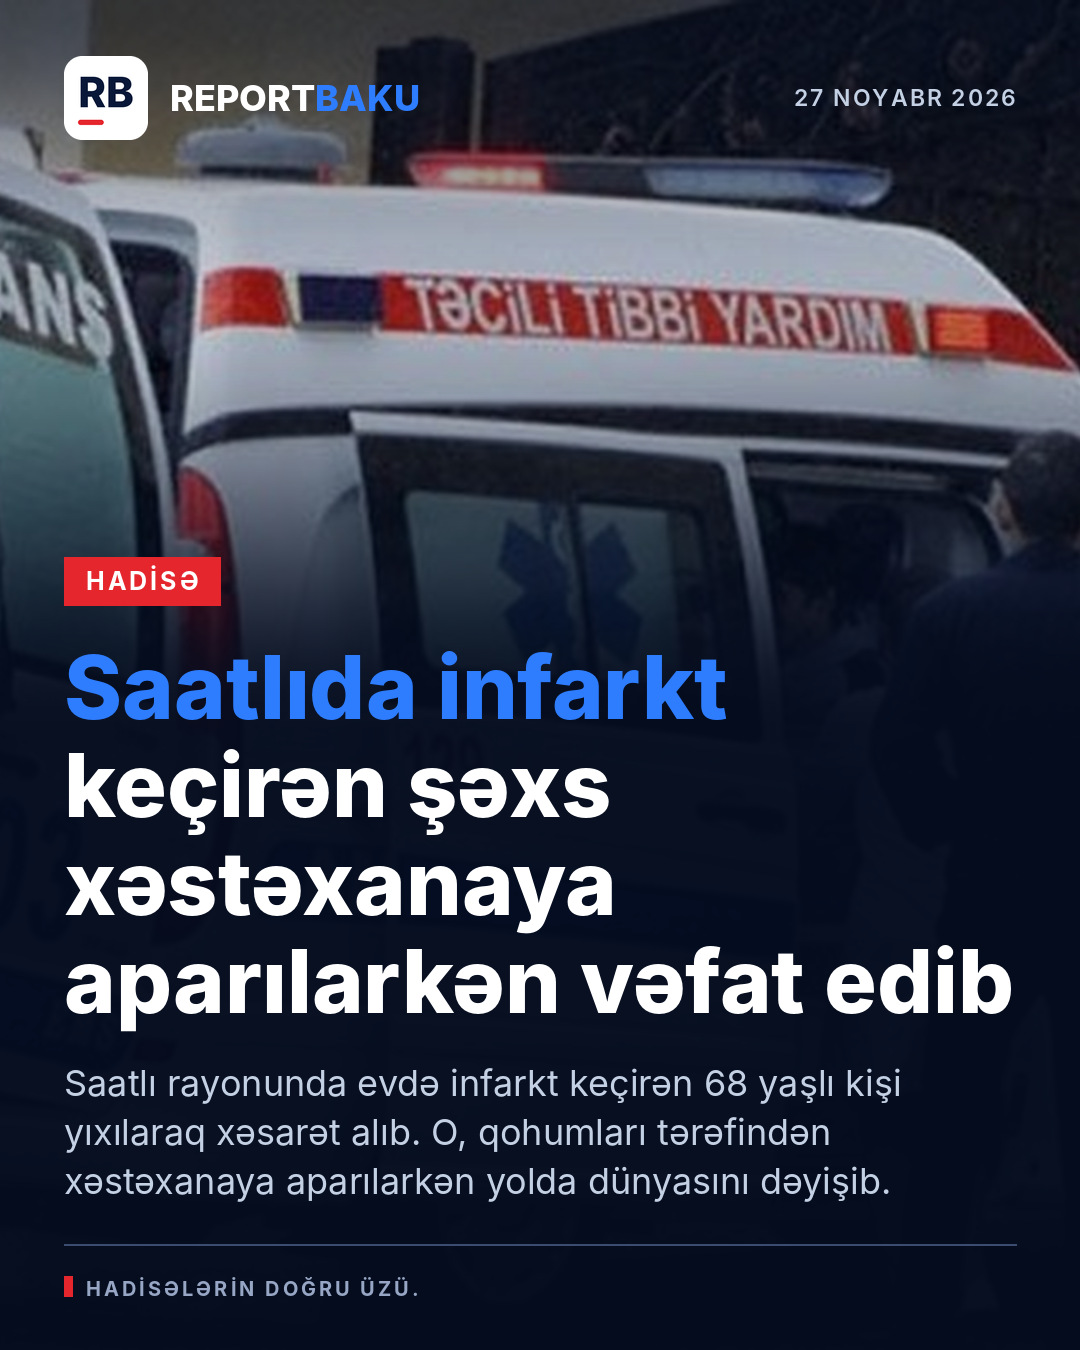 RB
REPORTBAKU
27 NOYABR 2026
ANS
TƏCİLİ TİBBİ YARDIM
HADİSƏ
Saatlıda infarkt
keçirən şəxs
xəstəxanaya
aparılarkən vəfat edib
Saatlı rayonunda evdə infarkt keçirən 68 yaşlı kişi
yıxılaraq xəsarət alıb. O, qohumları tərəfindən
xəstəxanaya aparılarkən yolda dünyasını dəyişib.
HADİSƏLƏRİN DOĞRU ÜZÜ.